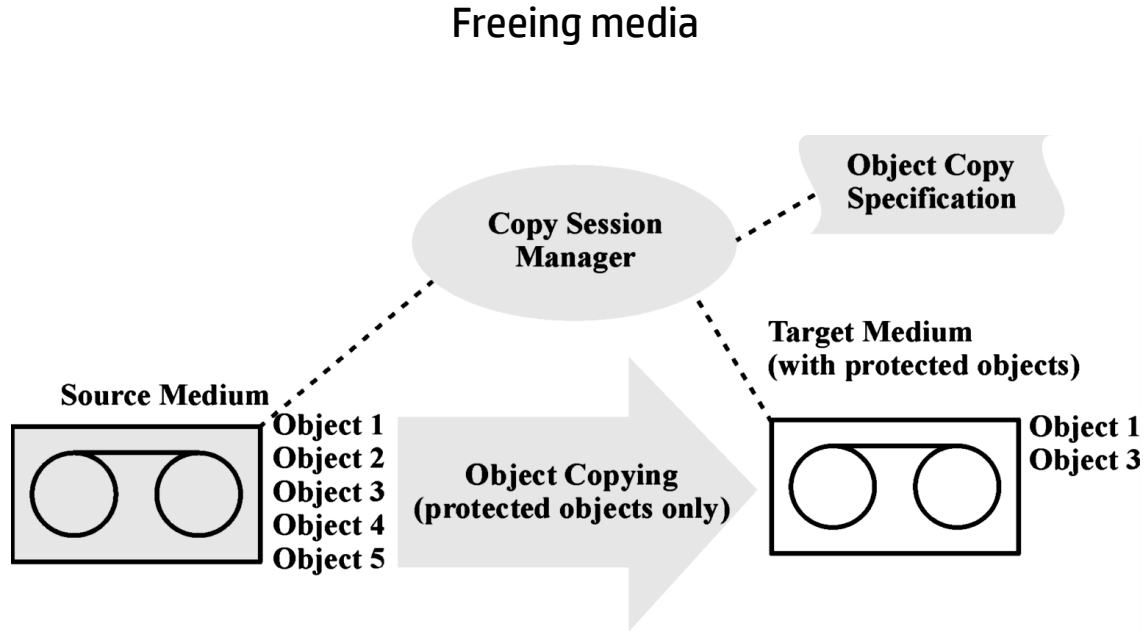 Freeing media
Object Copy
Specification
Copy Session
Manager
Target Medium
(with protected objects)
Source Medium
Object 1
Object 2
Object 3
Object 4
Object 5
Object Copying
(protected objects only)
Object 1
Object 3